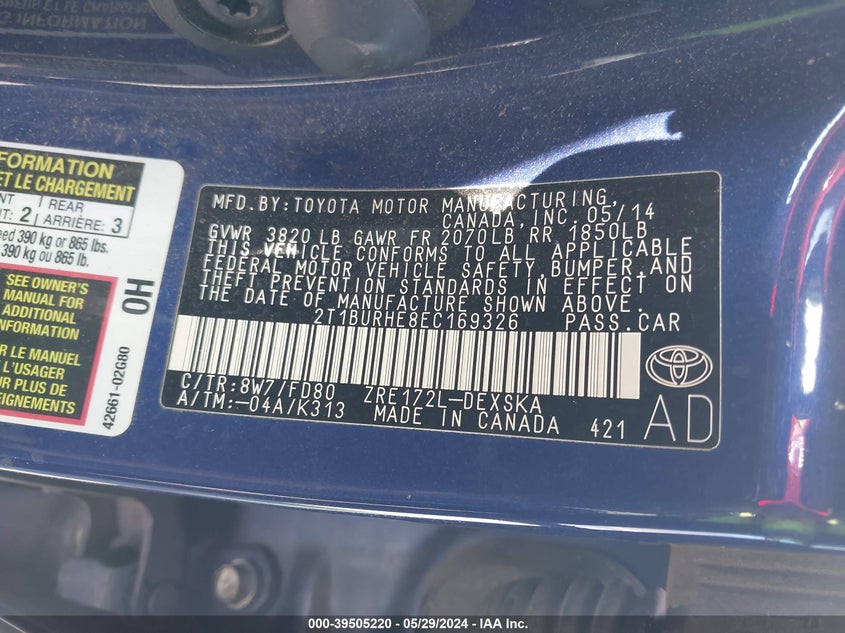 INFORMATION
FORMATION
ET LE CHARGEMENT
REAR
2 ARRIÈRE: 3
390 kg or 865 lbs.
390 kg ou 865 lb.
SEE OWNER'S
MANUAL FOR
ADDITIONAL
INFORMATION
LE MANUEL
POUR PLUS DE
42661-02G80
OH
MFD.BY:TOYOTA MOTOR MANUFACTURING,
CANADA, INC. 05/14
GVWR 3820 LB GAWR FR 2070LB RR 1850LB
THIS VEHICLE CONFORMS TO ALL APPLICABLE
FEDERAL MOTOR VEHICLE SAFETY, BUMPER, AND
THEFT PREVENTION STANDARDS IN EFFECT ON
THE DATE OF MANUFACTURE SHOWN ABOVE.
2T1BURHE8EC169326 PASS.CAR
C/TR:8W7/FD80 ZRE172L-DEXSKA
A/TM:-04A/K313 MADE IN CANADA 421
AD
000-39505220 - 05/29/2024 - IAA Inc.